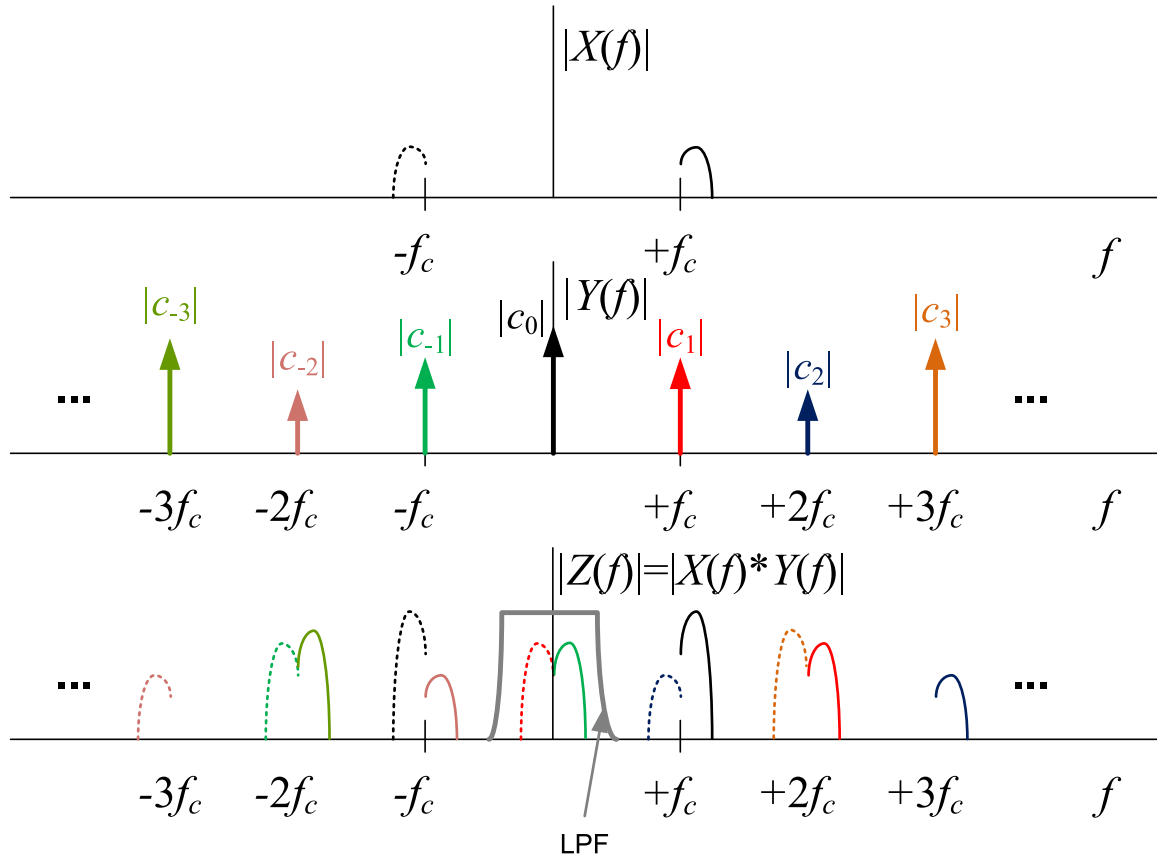 |X(f)|
-fc +fc f
|c-3| |c-2| |c-1| |c0| |Y(f)| |c1| |c2| |c3|
... ...
-3fc -2fc -fc +fc +2fc +3fc f
|Z(f)|=|X(f)*Y(f)|
... ...
-3fc -2fc -fc +fc +2fc +3fc f
LPF